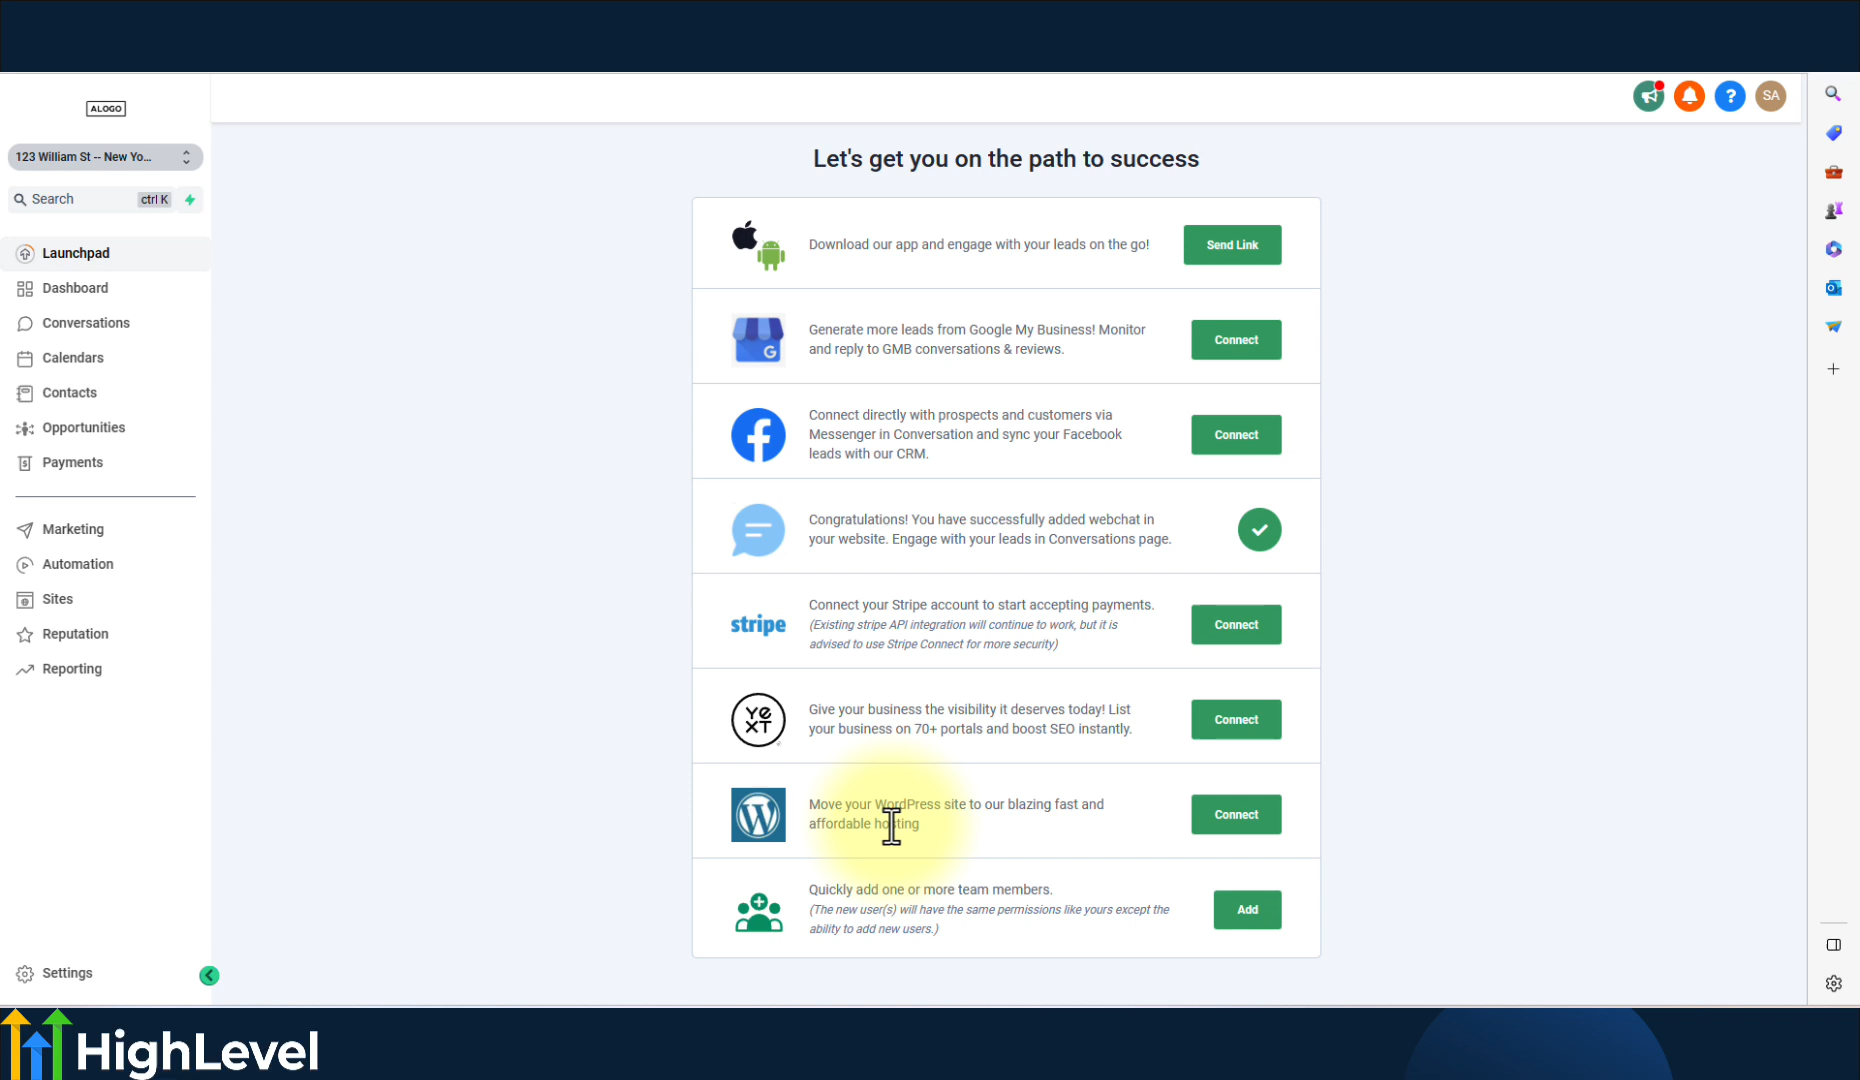 ALOGO
123 William St -- New Yo...
Search
ctrl K
Launchpad
Dashboard
Conversations
Calendars
Contacts
Opportunities
Payments
Marketing
Automation
Sites
Reputation
Reporting
Settings
SA
Let's get you on the path to success
Download our app and engage with your leads on the go!
Send Link
G
Generate more leads from Google My Business! Monitor
and reply to GMB conversations & reviews.
Connect
Connect directly with prospects and customers via
Messenger in Conversation and sync your Facebook
leads with our CRM.
Connect
Congratulations! You have successfully added webchat in
your website. Engage with your leads in Conversations page.
stripe
Connect your Stripe account to start accepting payments.
(Existing stripe API integration will continue to work, but it is
advised to use Stripe Connect for more security)
Connect
YeXT
Give your business the visibility it deserves today! List
your business on 70+ portals and boost SEO instantly.
Connect
Move your WordPress site to our blazing fast and
affordable hosting
Connect
Quickly add one or more team members.
(The new user(s) will have the same permissions like yours except the
ability to add new users.)
Add
HighLevel